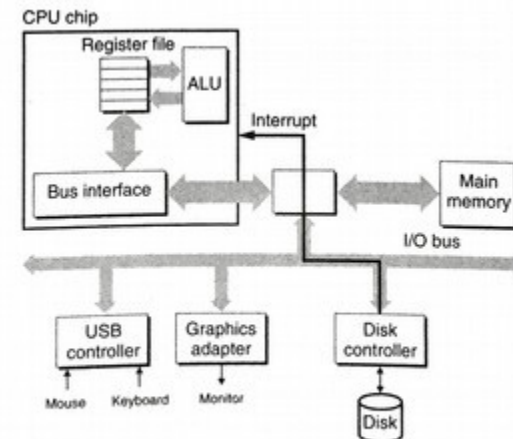 CPU chip
Register file
ALU
Interrupt
Bus interface
Main
memory
I/O bus
USB
controller
Graphics
adapter
Disk
controller
Mouse
Keyboard
Monitor
Disk